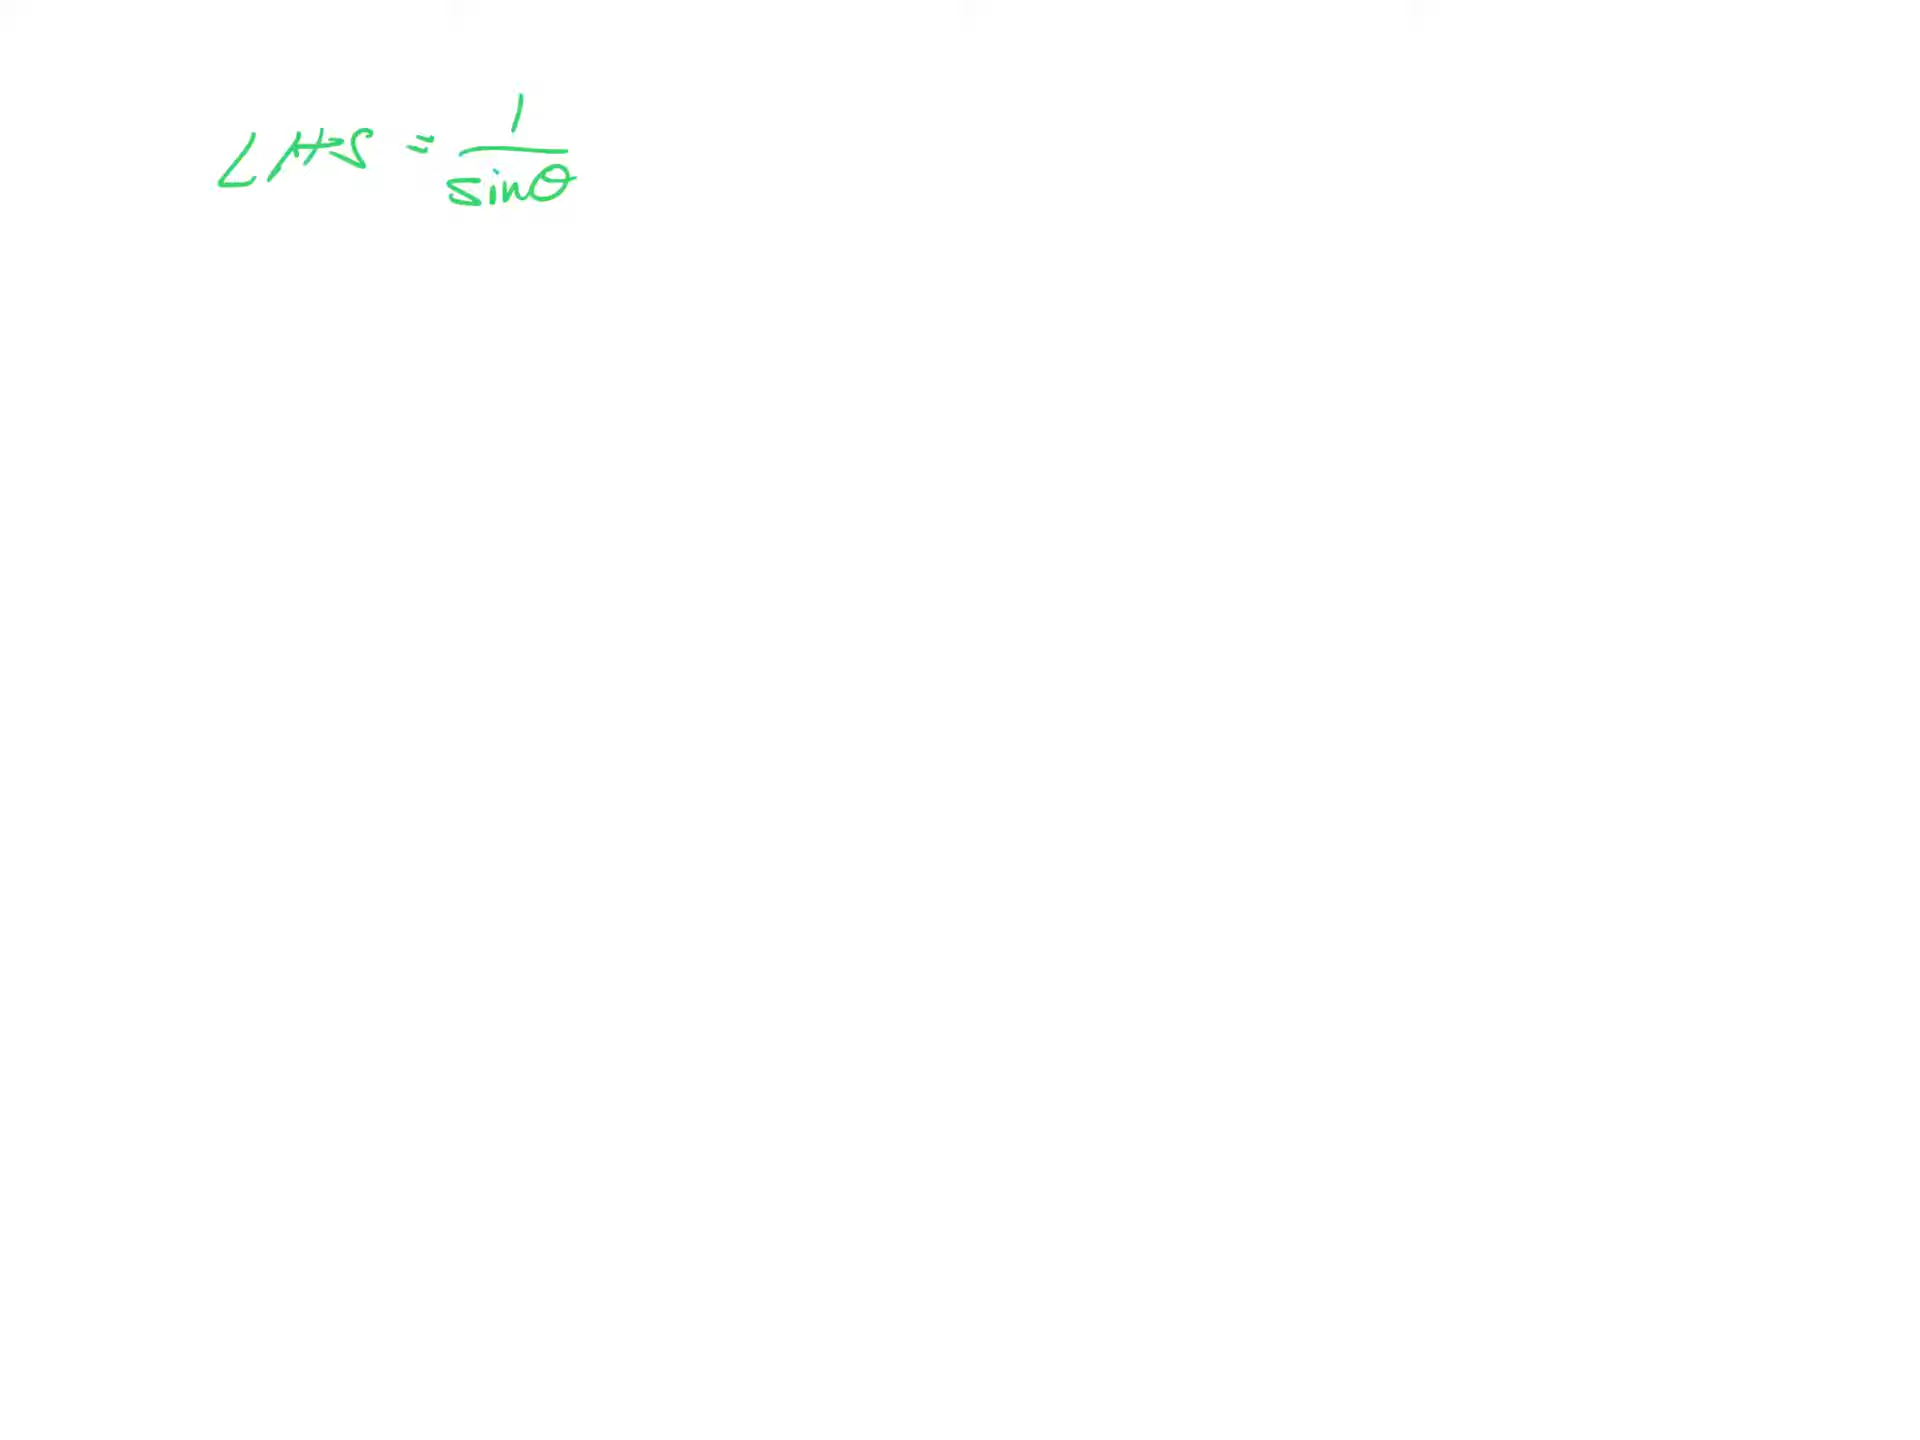 LHS = 1/sinθ